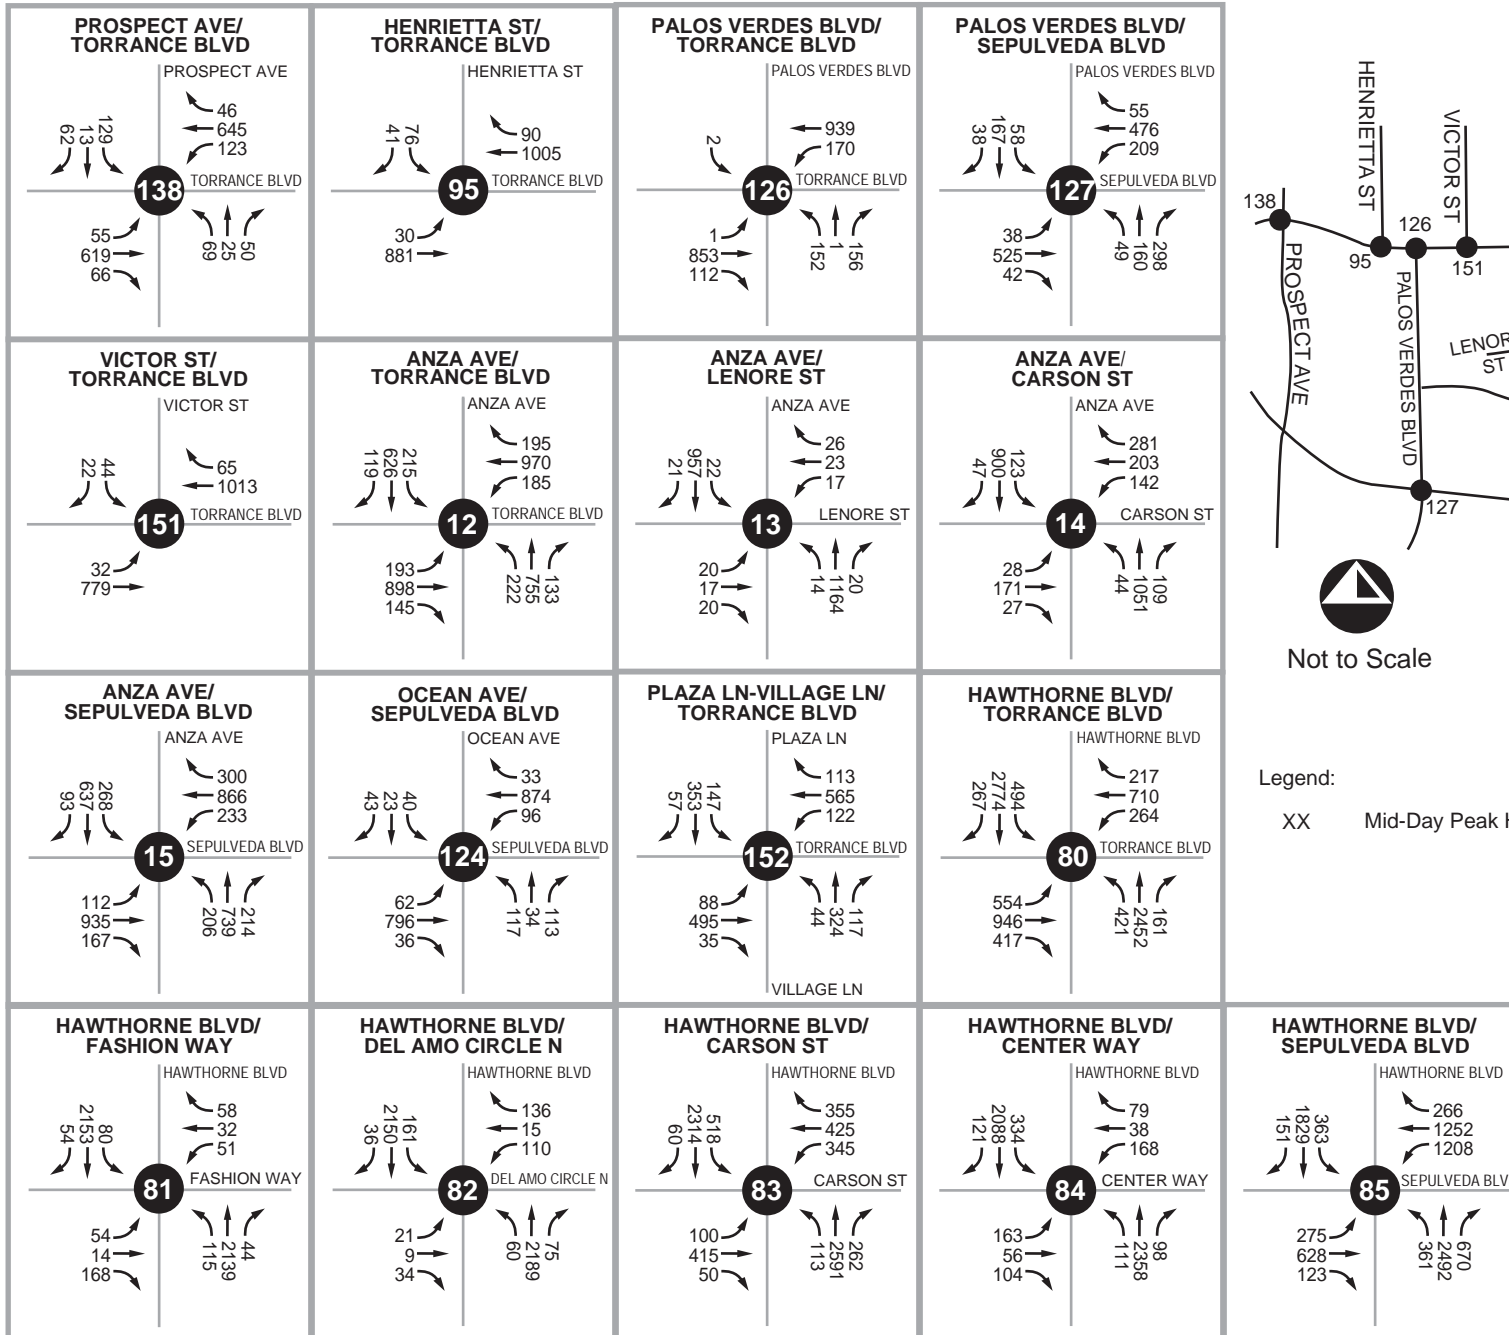 PROSPECT AVE/
TORRANCE BLVD
PROSPECT AVE
46
645
123
62
13
129
138
TORRANCE BLVD
55
619
66
69
25
50
HENRIETTA ST/
TORRANCE BLVD
HENRIETTA ST
90
1005
41
76
95
TORRANCE BLVD
30
881
PALOS VERDES BLVD/
TORRANCE BLVD
PALOS VERDES BLVD
939
170
2
126
TORRANCE BLVD
1
853
112
152
1
156
PALOS VERDES BLVD/
SEPULVEDA BLVD
PALOS VERDES BLVD
55
476
209
38
167
58
127
SEPULVEDA BLVD
38
525
42
49
160
298
VICTOR ST/
TORRANCE BLVD
VICTOR ST
65
1013
22
44
151
TORRANCE BLVD
32
779
ANZA AVE/
TORRANCE BLVD
ANZA AVE
195
970
185
119
626
215
12
TORRANCE BLVD
193
898
145
222
755
133
ANZA AVE/
LENORE ST
ANZA AVE
26
23
17
21
957
22
13
LENORE ST
20
17
20
14
1164
20
ANZA AVE/
CARSON ST
ANZA AVE
281
203
142
47
900
123
14
CARSON ST
28
171
27
44
1051
109
ANZA AVE/
SEPULVEDA BLVD
ANZA AVE
300
866
233
93
637
268
15
SEPULVEDA BLVD
112
935
167
206
739
214
OCEAN AVE/
SEPULVEDA BLVD
OCEAN AVE
33
874
96
43
23
40
124
SEPULVEDA BLVD
62
796
36
117
34
113
PLAZA LN-VILLAGE LN/
TORRANCE BLVD
PLAZA LN
113
565
122
57
353
147
152
TORRANCE BLVD
88
495
35
44
324
117
VILLAGE LN
HAWTHORNE BLVD/
TORRANCE BLVD
HAWTHORNE BLVD
217
710
264
267
2774
494
80
TORRANCE BLVD
554
946
417
421
2452
161
HAWTHORNE BLVD/
FASHION WAY
HAWTHORNE BLVD
58
32
51
54
2153
80
81
FASHION WAY
54
14
168
115
2139
44
HAWTHORNE BLVD/
DEL AMO CIRCLE N
HAWTHORNE BLVD
136
15
110
36
2150
161
82
DEL AMO CIRCLE N
21
9
34
60
2189
75
HAWTHORNE BLVD/
CARSON ST
HAWTHORNE BLVD
355
425
345
60
2314
518
83
CARSON ST
100
415
50
113
2591
262
HAWTHORNE BLVD/
CENTER WAY
HAWTHORNE BLVD
79
38
168
121
2088
334
84
CENTER WAY
163
56
104
111
2358
98
HAWTHORNE BLVD/
SEPULVEDA BLVD
HAWTHORNE BLVD
266
1252
1208
151
1829
363
85
SEPULVEDA BLV
275
628
123
361
2492
670
HENRIETTA ST
VICTOR ST
138
126
95
151
PROSPECT AVE
PALOS VERDES BLVD
LENOR
ST
127
Not to Scale
Legend:
XX Mid-Day Peak H